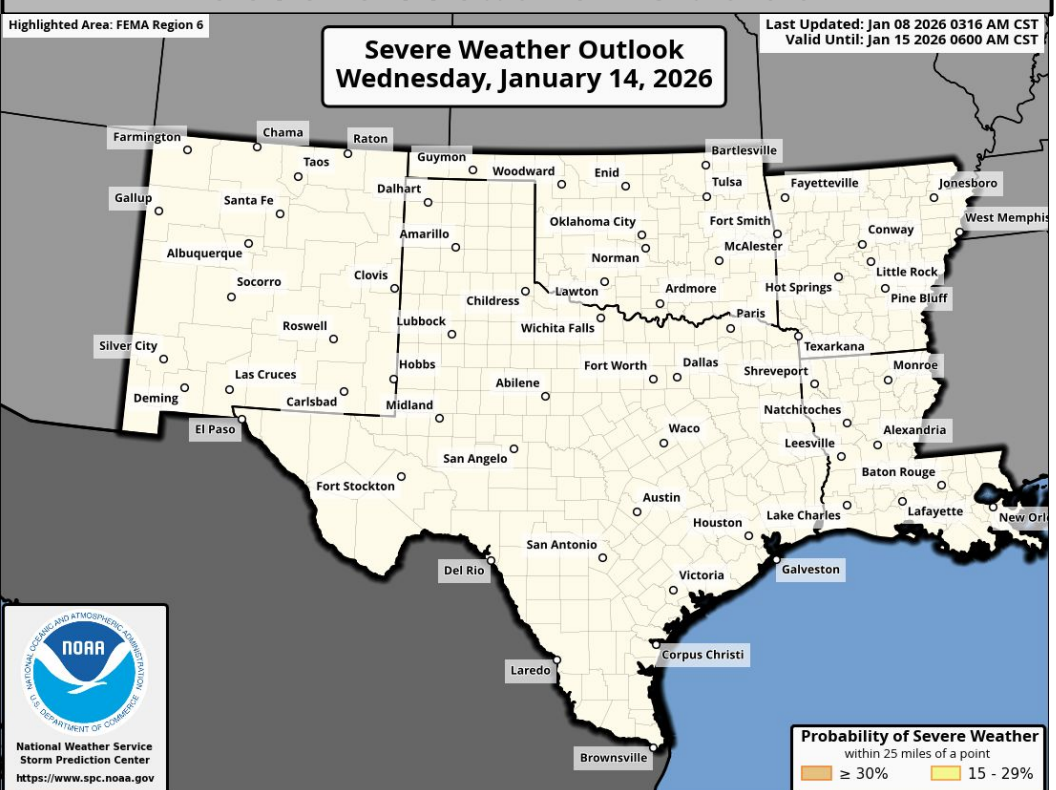 Highlighted Area: FEMA Region 6
Last Updated: Jan 08 2026 0316 AM CST
Valid Until: Jan 15 2026 0600 AM CST
Severe Weather Outlook
Wednesday, January 14, 2026
Farmington
Chama
Raton
Taos
Guymon
Woodward
Enid
Bartlesville
Tulsa
Fayetteville
Jonesboro
Gallup
Santa Fe
Dalhart
Oklahoma City
Fort Smith
West Memphis
Albuquerque
Amarillo
Norman
McAlester
Conway
Socorro
Clovis
Childress
Lawton
Ardmore
Hot Springs
Little Rock
Pine Bluff
Roswell
Lubbock
Wichita Falls
Paris
Texarkana
Silver City
Las Cruces
Hobbs
Abilene
Fort Worth
Dallas
Shreveport
Monroe
Deming
Carlsbad
Midland
Natchitoches
El Paso
San Angelo
Waco
Leesville
Alexandria
Fort Stockton
Austin
Baton Rouge
Houston
Lake Charles
Lafayette
New Orl
Del Rio
San Antonio
Galveston
Victoria
Laredo
Corpus Christi
Brownsville
NATIONAL OCEANIC AND ATMOSPHERIC ADMINISTRATION
NOAA
U.S. DEPARTMENT OF COMMERCE
National Weather Service
Storm Prediction Center
https://www.spc.noaa.gov
Probability of Severe Weather
within 25 miles of a point
≥ 30%
15 - 29%